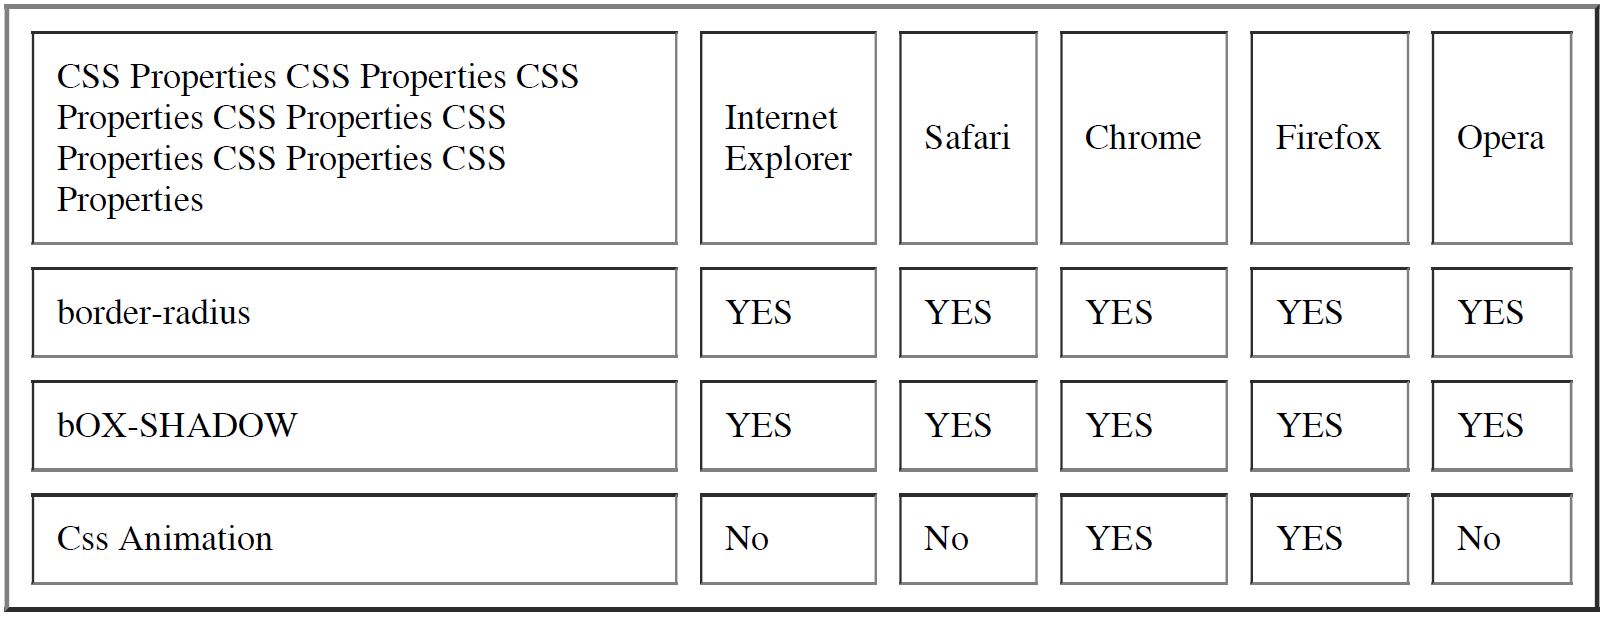 CSS Properties CSS Properties CSS
Properties CSS Properties CSS
Properties CSS Properties CSS
Properties
Internet
Explorer
Safari
Chrome
Firefox
Opera
border-radius YES YES YES YES YES
bOX-SHADOW YES YES YES YES YES
Css Animation No No YES YES No